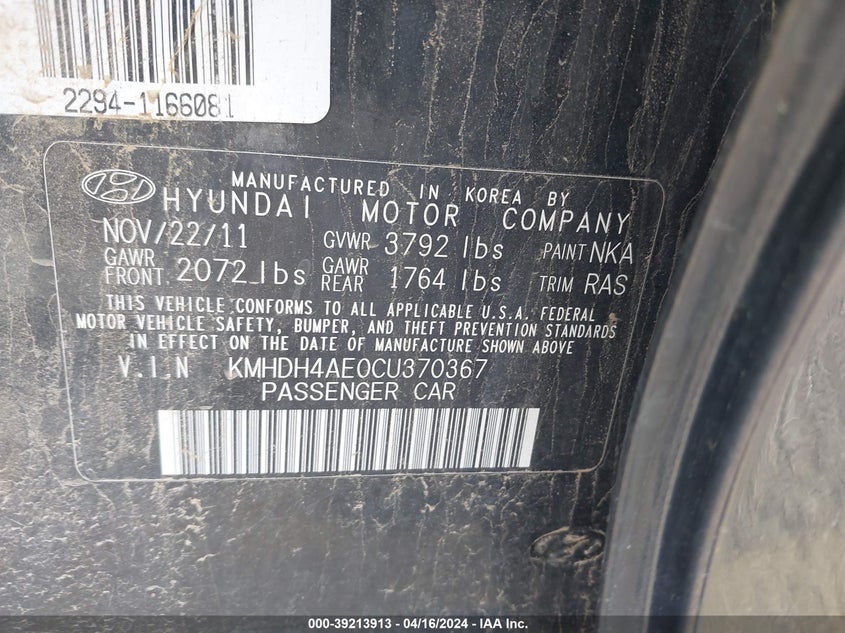 2294-1166081
MANUFACTURED IN KOREA BY
HYUNDAI MOTOR COMPANY
NOV/22/11 GVWR 3792 lbs PAINT NKA
GAWR FRONT 2072 lbs GAWR REAR 1764 lbs TRIM RAS
THIS VEHICLE CONFORMS TO ALL APPLICABLE U.S.A. FEDERAL
MOTOR VEHICLE SAFETY, BUMPER, AND THEFT PREVENTION STANDARDS
IN EFFECT ON THE DATE OF MANUFACTURE SHOWN ABOVE
V.I.N KMHDH4AE0CU370367
PASSENGER CAR
000-39213913 - 04/16/2024 - IAA Inc.